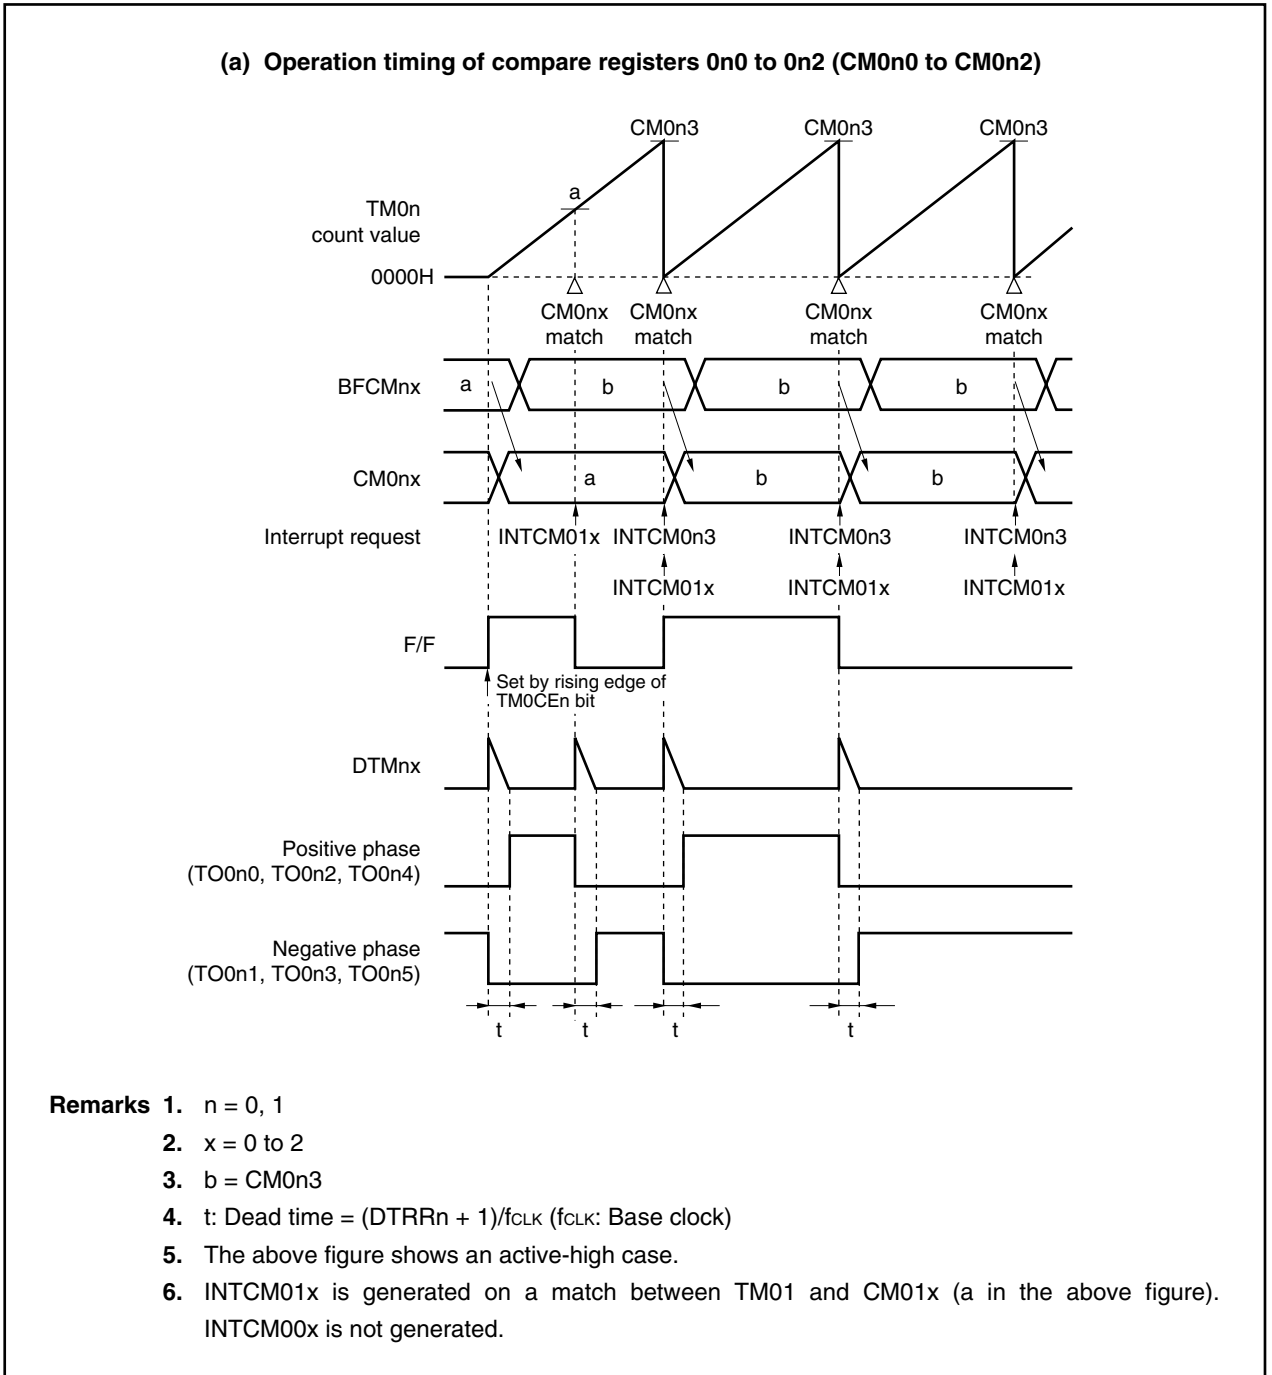 (a) Operation timing of compare registers 0n0 to 0n2 (CM0n0 to CM0n2)
CM0n3 CM0n3 CM0n3
a
TM0n
count value
0000H
CM0nx CM0nx CM0nx CM0nx
match match match match
BFCMnx a b b b
CM0nx a b b
Interrupt request INTCM01x INTCM0n3 INTCM0n3 INTCM0n3
INTCM01x INTCM01x INTCM01x
F/F
Set by rising edge of
TM0CEn bit
DTMnx
Positive phase
(TO0n0, TO0n2, TO0n4)
Negative phase
(TO0n1, TO0n3, TO0n5)
t t t t
Remarks 1. n = 0, 1
2. x = 0 to 2
3. b = CM0n3
4. t: Dead time = (DTRRn + 1)/fCLK (fCLK: Base clock)
5. The above figure shows an active-high case.
6. INTCM01x is generated on a match between TM01 and CM01x (a in the above figure).
INTCM00x is not generated.